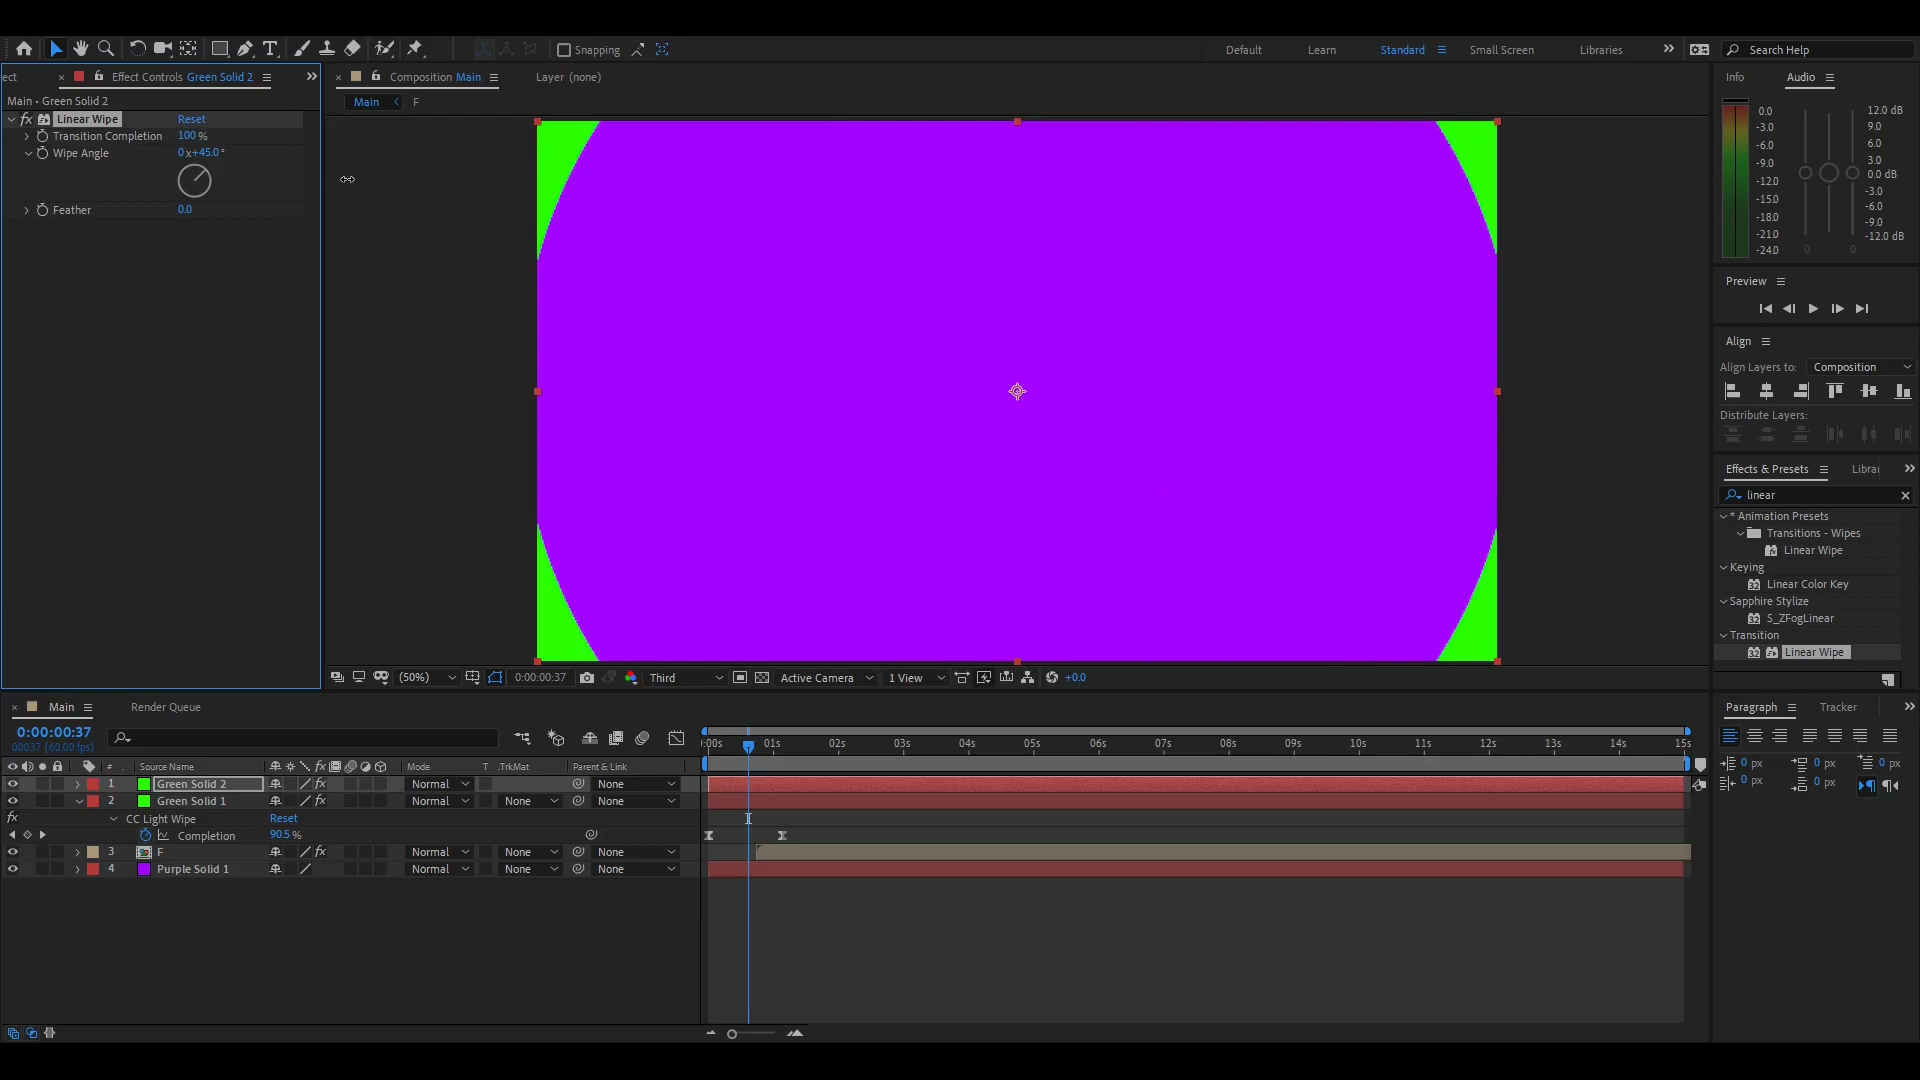 Snapping
Default
Learn
Standard
Small Screen
Libraries
Search Help
ect
Effect Controls Green Solid 2
Composition Main
Layer (none)
Info
Audio
Main • Green Solid 2
Main
F
fx
Linear Wipe
Reset
Transition Completion
100 %
Wipe Angle
0 x+45.0°
Feather
0.0
0.0
-3.0
-6.0
-9.0
-12.0
-15.0
-18.0
-21.0
-24.0
12.0 dB
9.0
6.0
3.0
0.0 dB
-3.0
-6.0
-9.0
-12.0 dB
0
0
Preview
Align
Align Layers to:
Composition
Distribute Layers:
Effects & Presets
Librai
linear
* Animation Presets
Transitions - Wipes
Linear Wipe
Keying
Linear Color Key
Sapphire Stylize
S_ZFogLinear
Transition
Linear Wipe
(50%)
0:00:00:37
Third
Active Camera
1 View
+0.0
Main
Render Queue
0:00:00:37
00037 (60.00 fps)
Paragraph
Tracker
:00s
01s
02s
03s
04s
05s
06s
07s
08s
09s
10s
11s
12s
13s
14s
15s
#
Source Name
fx
Mode
T
.TrkMat
Parent & Link
1
Green Solid 2
fx
Normal
None
2
Green Solid 1
fx
Normal
None
None
fx
CC Light Wipe
Reset
Completion
90.5 %
3
F
fx
Normal
None
None
4
Purple Solid 1
Normal
None
None
0 px
0 px
0 px
0 px
0 px